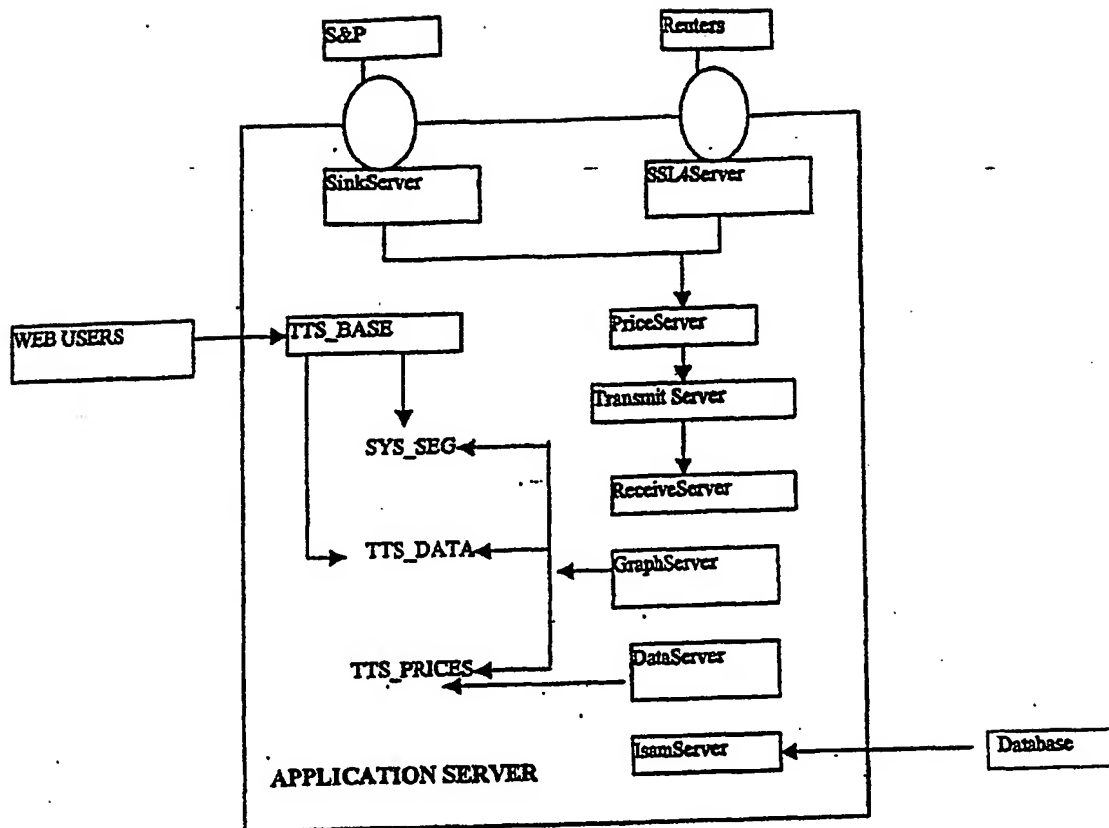 S&P
Reuters
SinkServer
SSL4Server
WEB USERS
TTS_BASE
PriceServer
Transmit Server
SYS_SEG
ReceiveServer
TTS_DATA
GraphServer
TTS_PRICES
DataServer
IsamServer
Database
APPLICATION SERVER